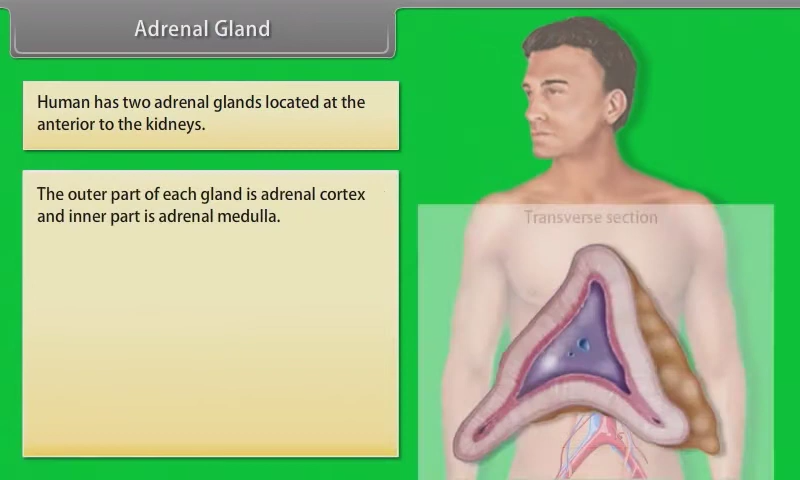 Adrenal Gland
Human has two adrenal glands located at the
anterior to the kidneys.
The outer part of each gland is adrenal cortex
and inner part is adrenal medulla.
Transverse section